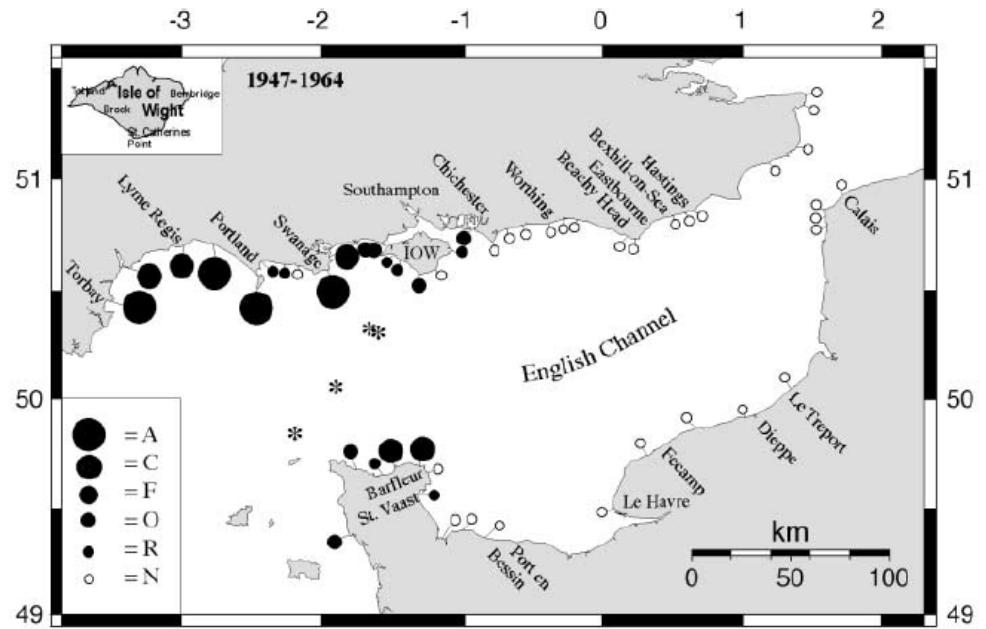 -3 -2 -1 0 1 2
1947-1964
Isle of
Wight
Totland
Bembridge
Brook
St. Catherines
Point
51
51
Torbay
Lyme Regis
Portland
Swanage
Southampton
IOW
Chichester
Worthing
Beachy Head
Eastbourne
Bexhill-on-Sea
Hastings
Calais
English Channel
50
50
Barfleur
St. Vaast
Port en
Bessin
Le Havre
Fecamp
Dieppe
Le Treport
= A
= C
= F
= O
= R
= N
km
0 50 100
49
49